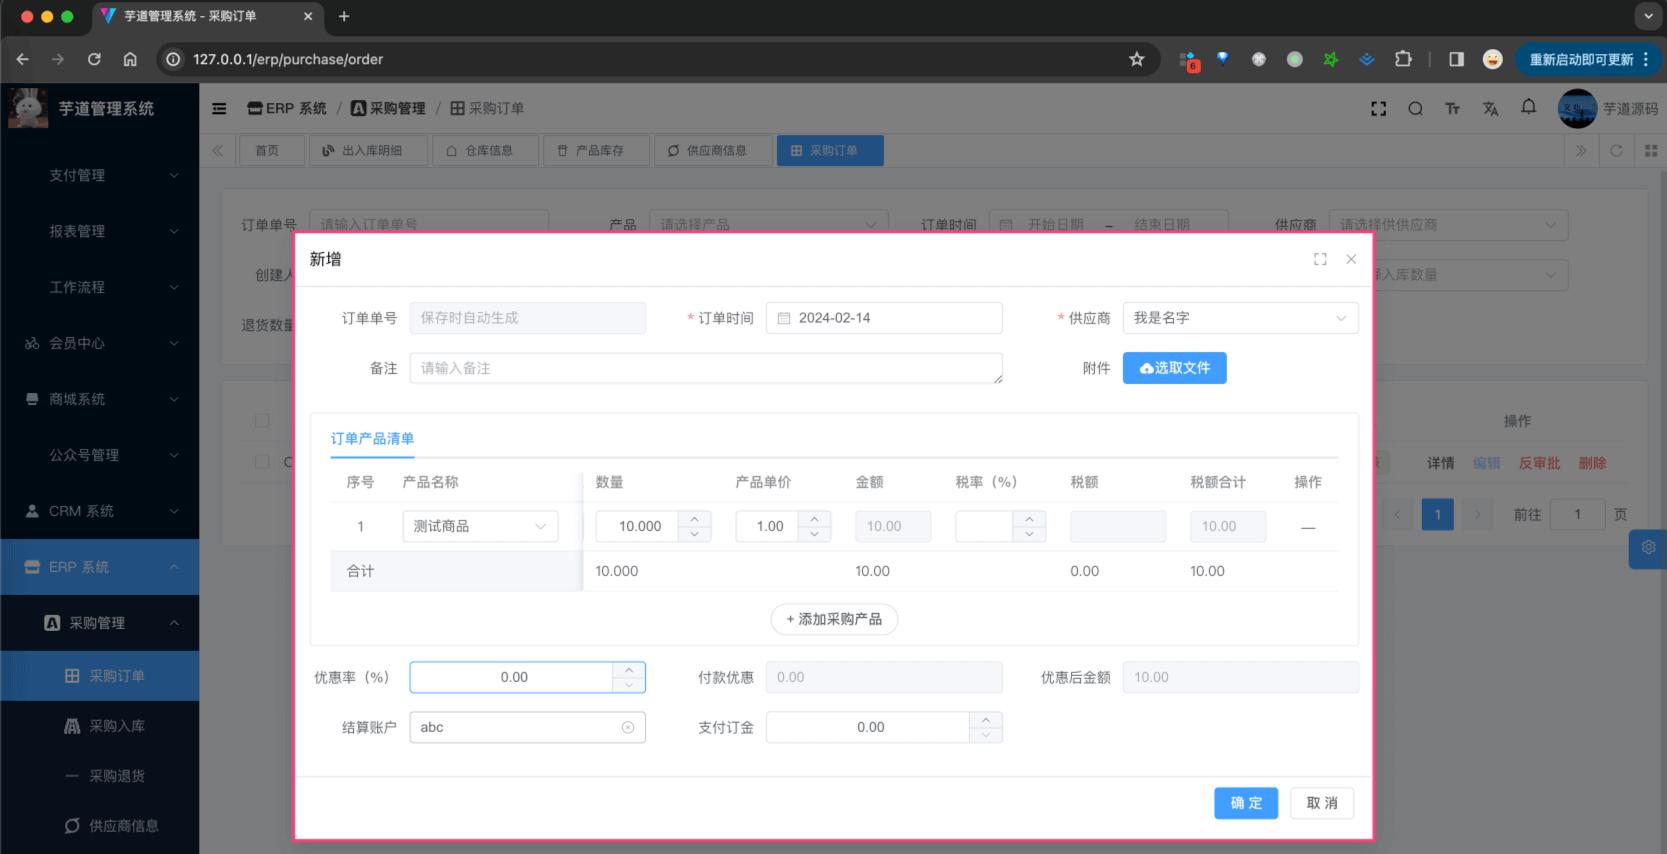 芋道管理系统 - 采购订单
127.0.0.1/erp/purchase/order
6
重新启动即可更新
芋道管理系统
ERP 系统 / 采购管理 / 采购订单
芋道源码
首页 出入库明细 仓库信息 产品库存 供应商信息 采购订单
支付管理
报表管理
工作流程
会员中心
商城系统
公众号管理
CRM 系统
ERP 系统
采购管理
采购订单
采购入库
采购退货
供应商信息
订单单号 请输入订单单号 产品 请选择产品 订单时间 开始日期 - 结束日期 供应商 请选择供供应商
创建人 入库数量
退货数量
操作
详情 编辑 反审批 删除
1 前往 1 页
新增
订单单号 保存时自动生成 * 订单时间 2024-02-14 * 供应商 我是名字
备注 请输入备注 附件 选取文件
订单产品清单
序号 产品名称 数量 产品单价 金额 税率（%） 税额 税额合计 操作
1 测试商品 10.000 1.00 10.00 10.00 —
合计 10.000 10.00 0.00 10.00
+ 添加采购产品
优惠率（%） 0.00 付款优惠 0.00 优惠后金额 10.00
结算账户 abc 支付订金 0.00
确 定 取 消